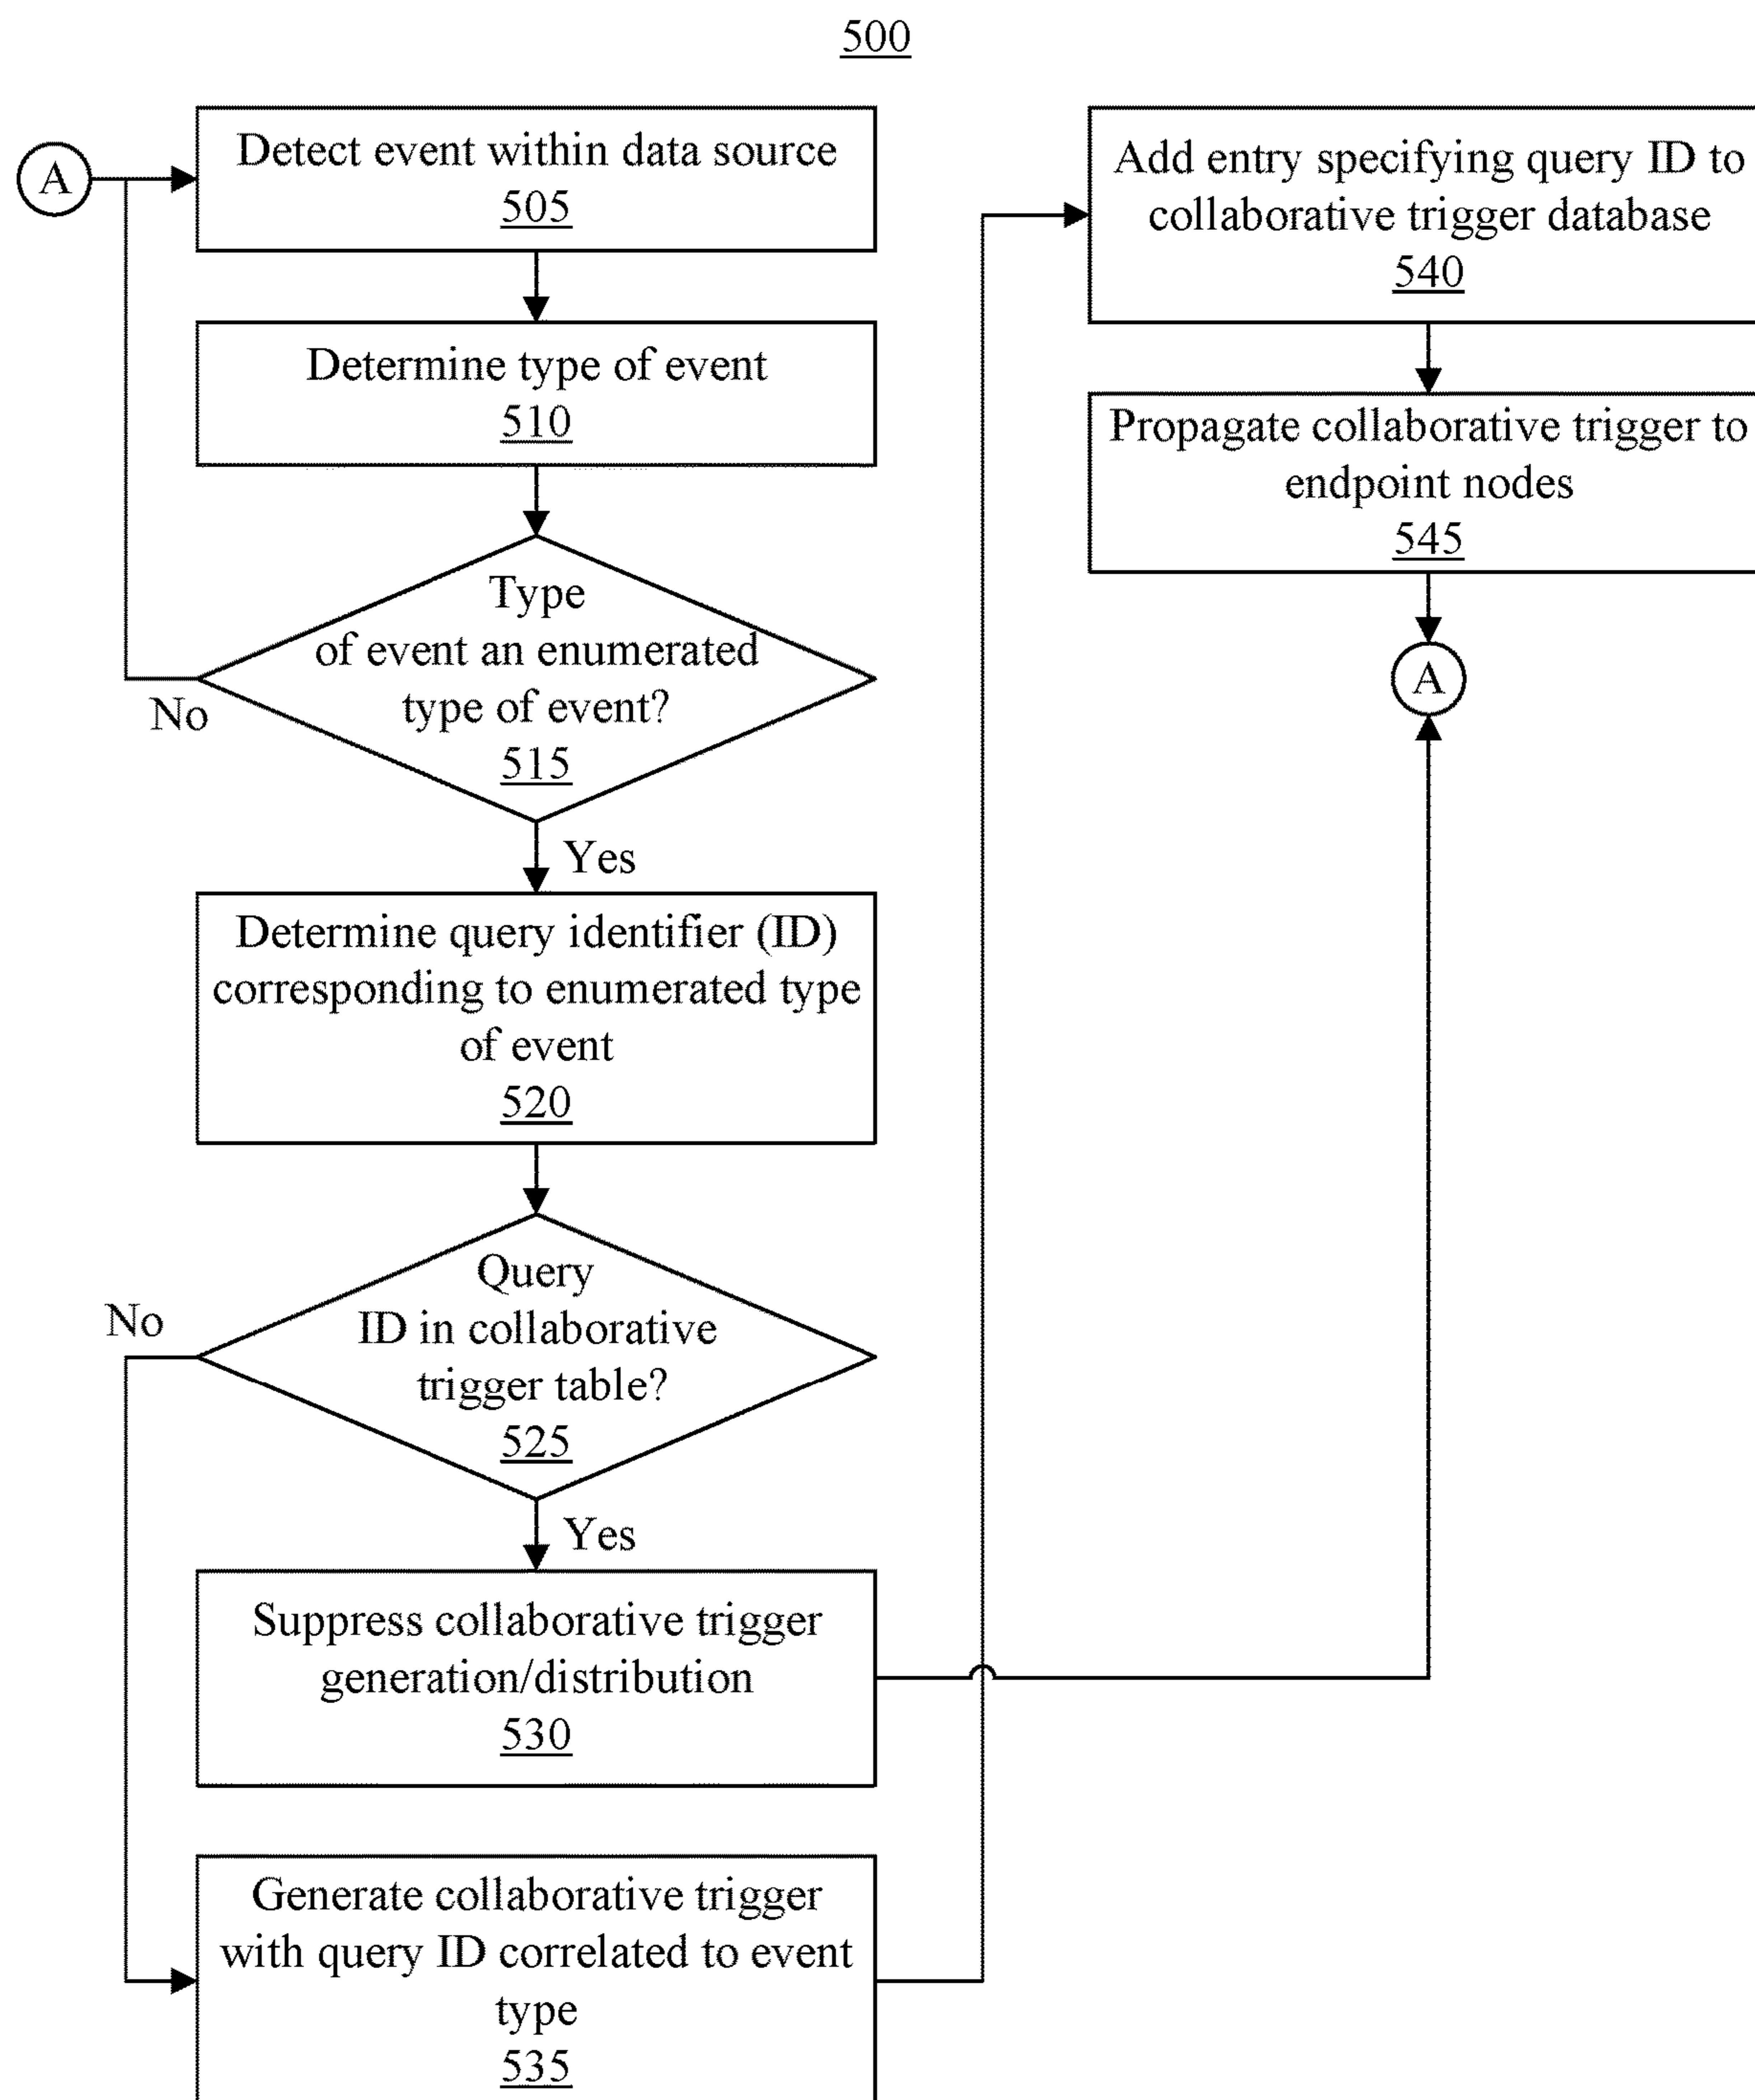 500
A
Detect event within data source
505
Determine type of event
510
Type
of event an enumerated
type of event?
515
No
Yes
Determine query identifier (ID)
corresponding to enumerated type
of event
520
Query
ID in collaborative
trigger table?
525
No
Yes
Suppress collaborative trigger
generation/distribution
530
Generate collaborative trigger
with query ID correlated to event
type
535
Add entry specifying query ID to
collaborative trigger database
540
Propagate collaborative trigger to
endpoint nodes
545
A